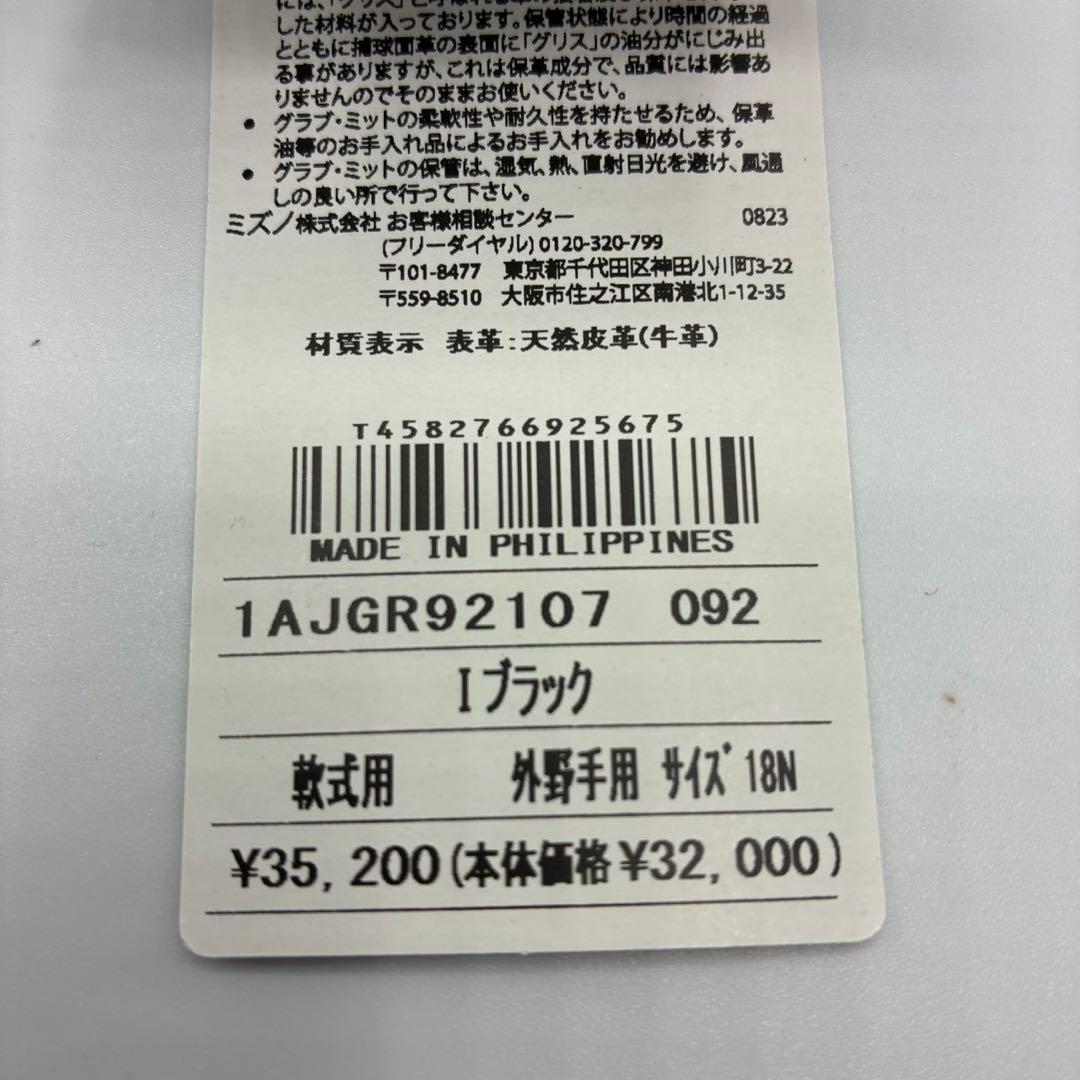 した材料が入っております。保管状態により時間の経過
とともに捕球面革の表面に「グリス」の油分がにじみ出
る事がありますが、これは保革成分で、品質には影響あ
りませんのでそのままお使いください。
• グラブ・ミットの柔軟性や耐久性を持たせるため、保革
油等のお手入れ品によるお手入れをお勧めします。
• グラブ・ミットの保管は、湿気、熱、直射日光を避け、風通
しの良い所で行って下さい。
ミズノ株式会社 お客様相談センター 0823
(フリーダイヤル) 0120-320-799
〒101-8477 東京都千代田区神田小川町3-22
〒559-8510 大阪市住之江区南港北1-12-35
材質表示 表革:天然皮革(牛革)
T4582766925675
MADE IN PHILIPPINES
1AJGR92107 092
Iブラック
軟式用 外野手用 サイズ 18N
¥35,200(本体価格¥32,000)